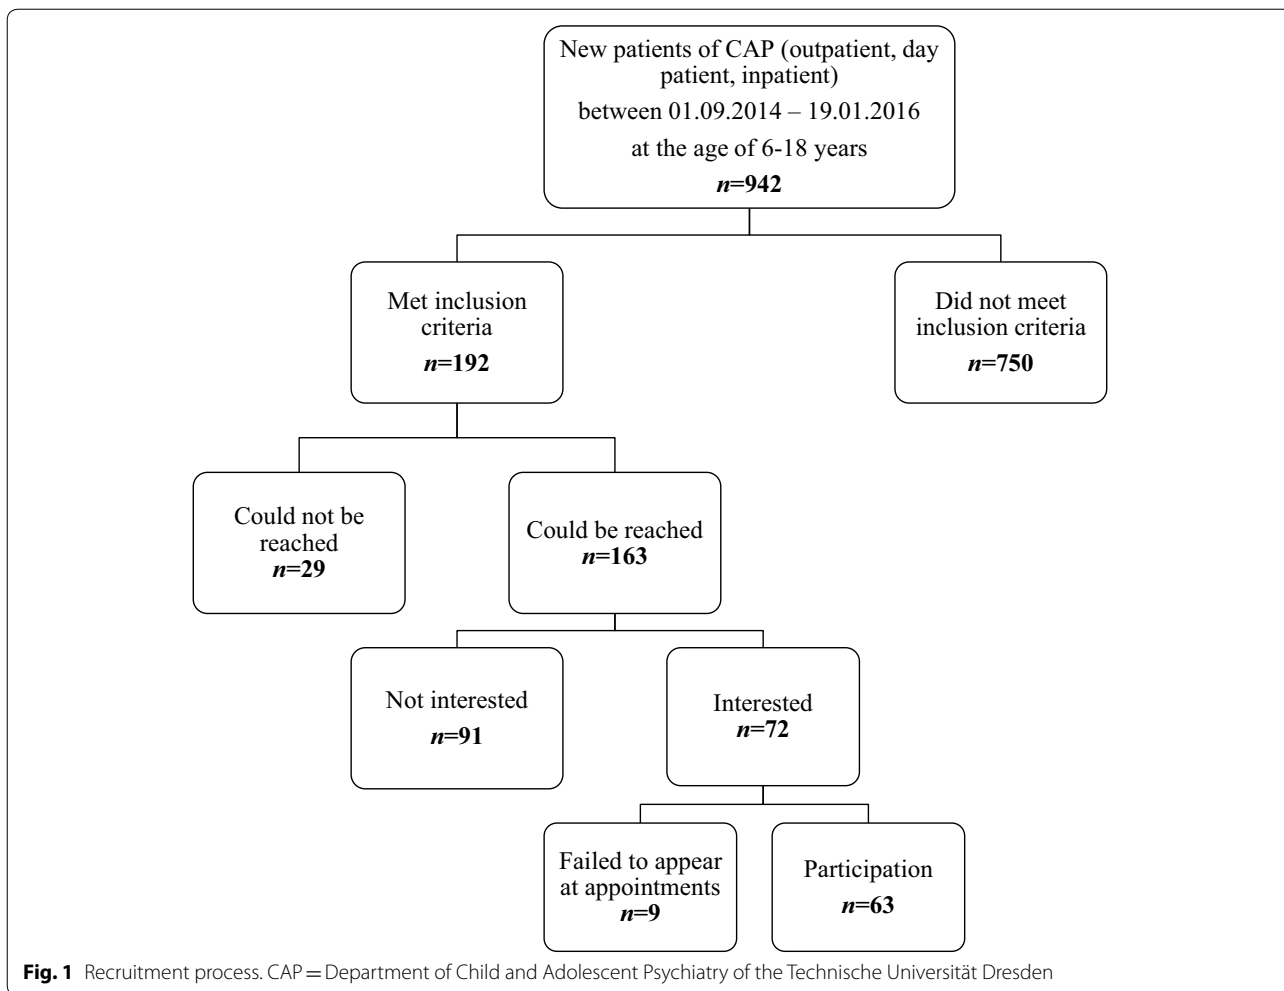 New patients of CAP (outpatient, day
patient, inpatient)
between 01.09.2014 – 19.01.2016
at the age of 6-18 years
n=942
Met inclusion
criteria
n=192
Did not meet
inclusion criteria
n=750
Could not be
reached
n=29
Could be reached
n=163
Not interested
n=91
Interested
n=72
Failed to appear
at appointments
n=9
Participation
n=63
Fig. 1 Recruitment process. CAP = Department of Child and Adolescent Psychiatry of the Technische Universität Dresden